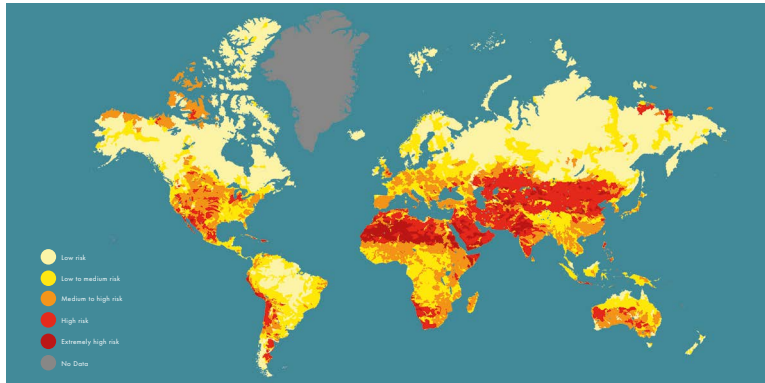 Low risk
Low to medium risk
Medium to high risk
High risk
Extremely high risk
No Data